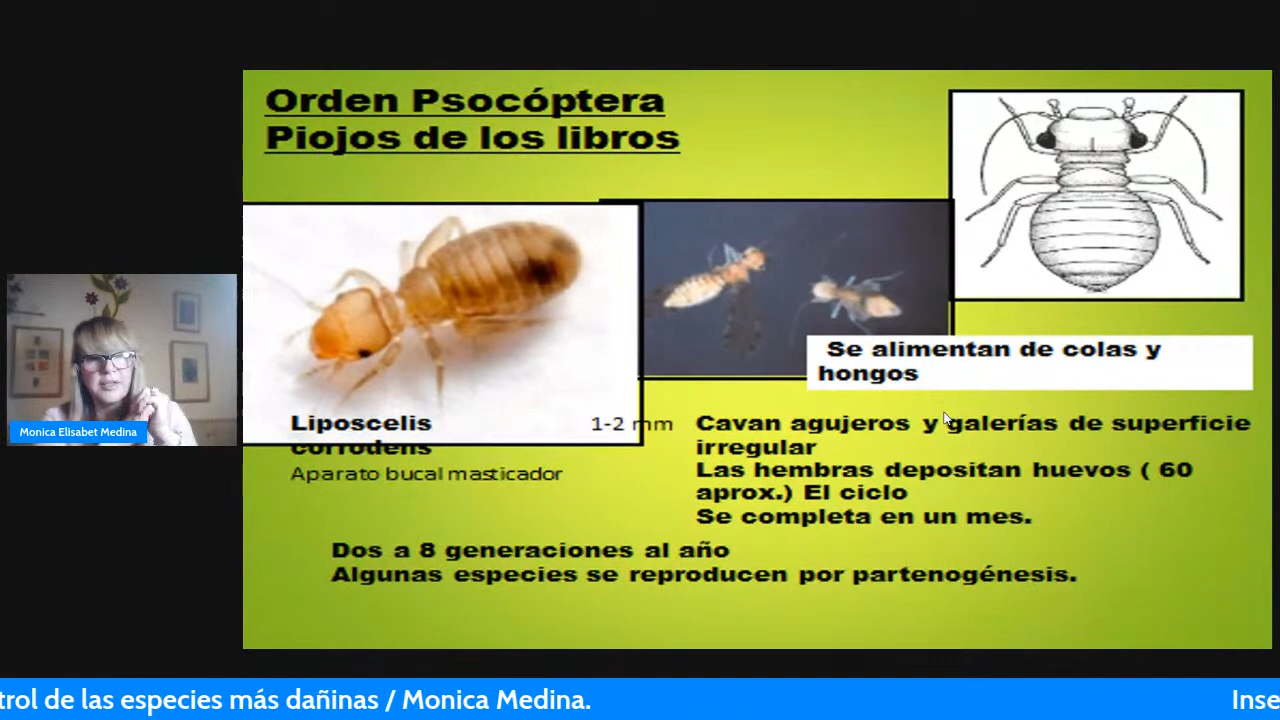 Orden Psocóptera
Piojos de los libros
Se alimentan de colas y
hongos
Liposcelis
corrodens
1-2 mm
Aparato bucal masticador
Cavan agujeros y galerías de superficie
irregular
Las hembras depositan huevos ( 60
aprox.) El ciclo
Se completa en un mes.
Dos a 8 generaciones al año
Algunas especies se reproducen por partenogénesis.
Monica Elisabet Medina
trol de las especies más dañinas / Monica Medina.
Inse